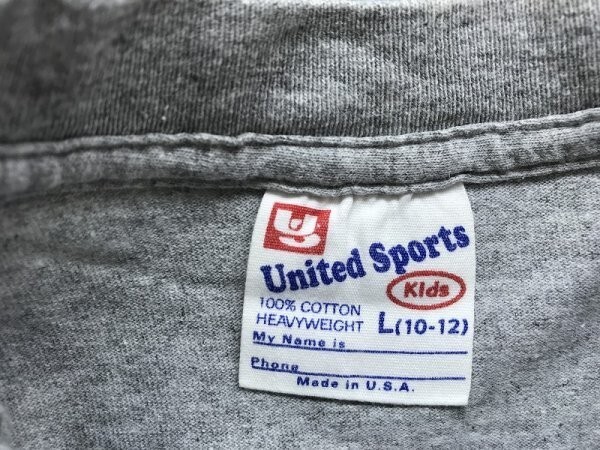 United Sports
Kids
100% COTTON
HEAVYWEIGHT L (10-12)
My Name is
Phone
Made in U.S.A.